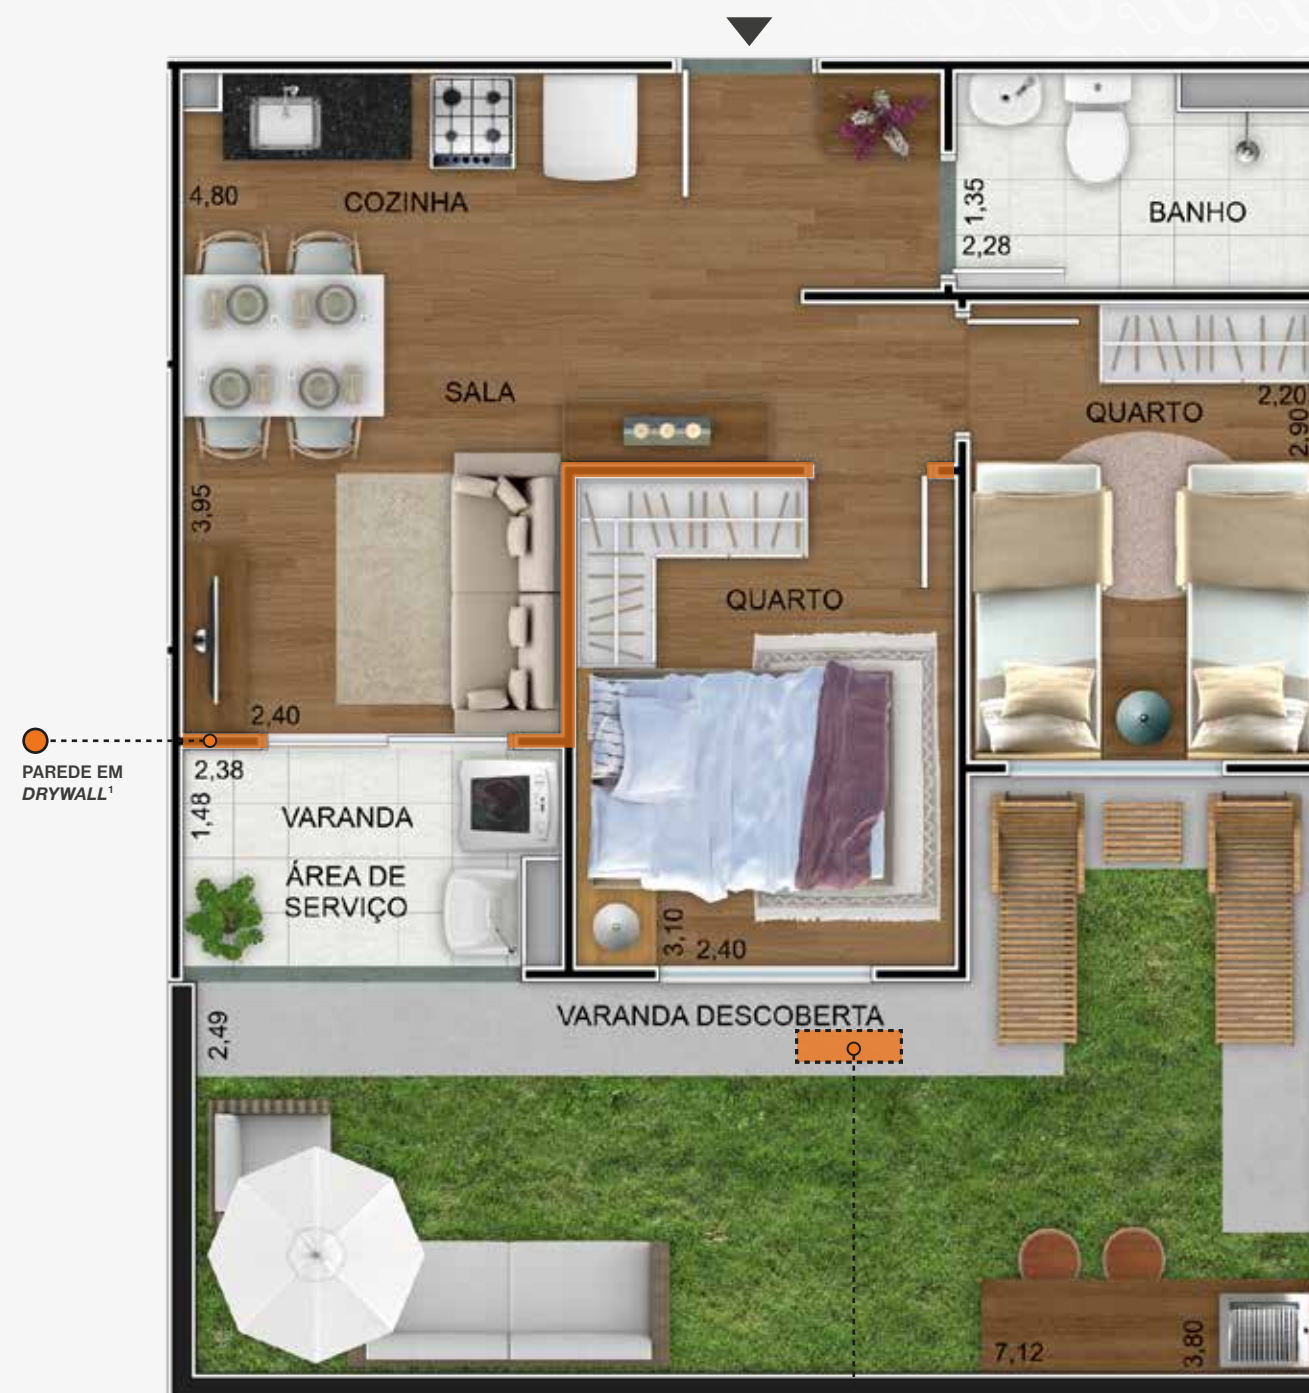 4,80
COZINHA
1,35
BANHO
2,28
SALA
2,20
QUARTO
2,90
3,95
QUARTO
2,40
PAREDE EM
DRYWALL¹
2,38
1,48
VARANDA
ÁREA DE
SERVIÇO
3,10
2,40
VARANDA DESCOBERTA
2,49
7,12
3,80